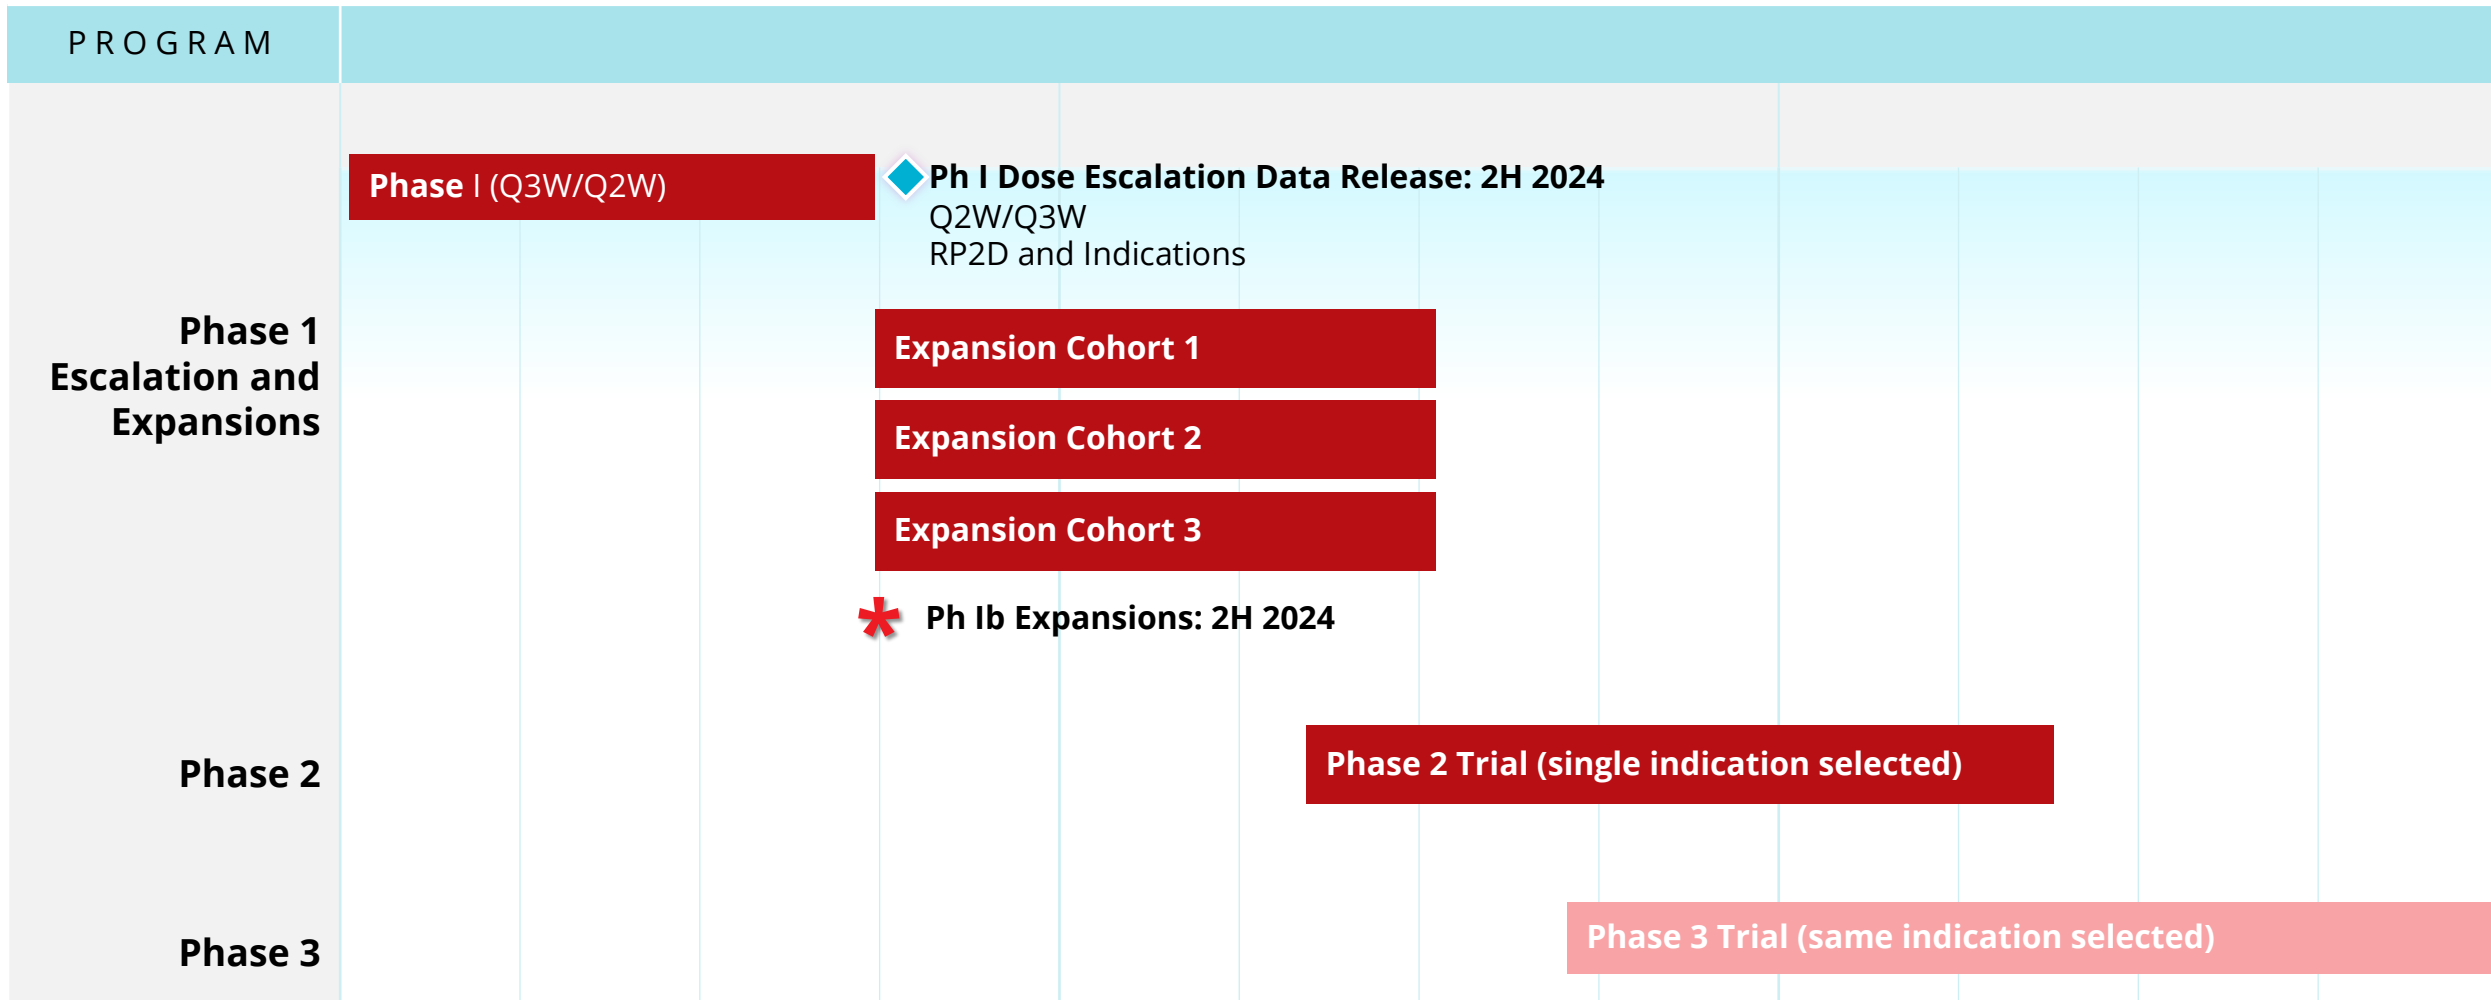 PROGRAM
Phase I (Q3W/Q2W)
Ph I Dose Escalation Data Release: 2H 2024
Q2W/Q3W
RP2D and Indications
Phase 1
Escalation and
Expansions
Expansion Cohort 1
Expansion Cohort 2
Expansion Cohort 3
* Ph Ib Expansions: 2H 2024
Phase 2
Phase 2 Trial (single indication selected)
Phase 3
Phase 3 Trial (same indication selected)